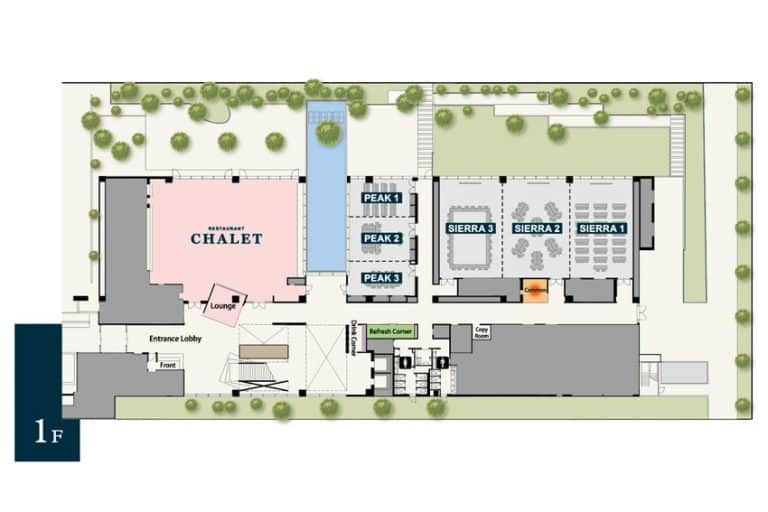 PEAK 1
RESTAURANT
CHALET
PEAK 2
SIERRA 3
SIERRA 2
SIERRA 1
PEAK 3
Lounge
Entrance Lobby
Drink Corner
Refresh Corner
Copy
Room
Front
1F